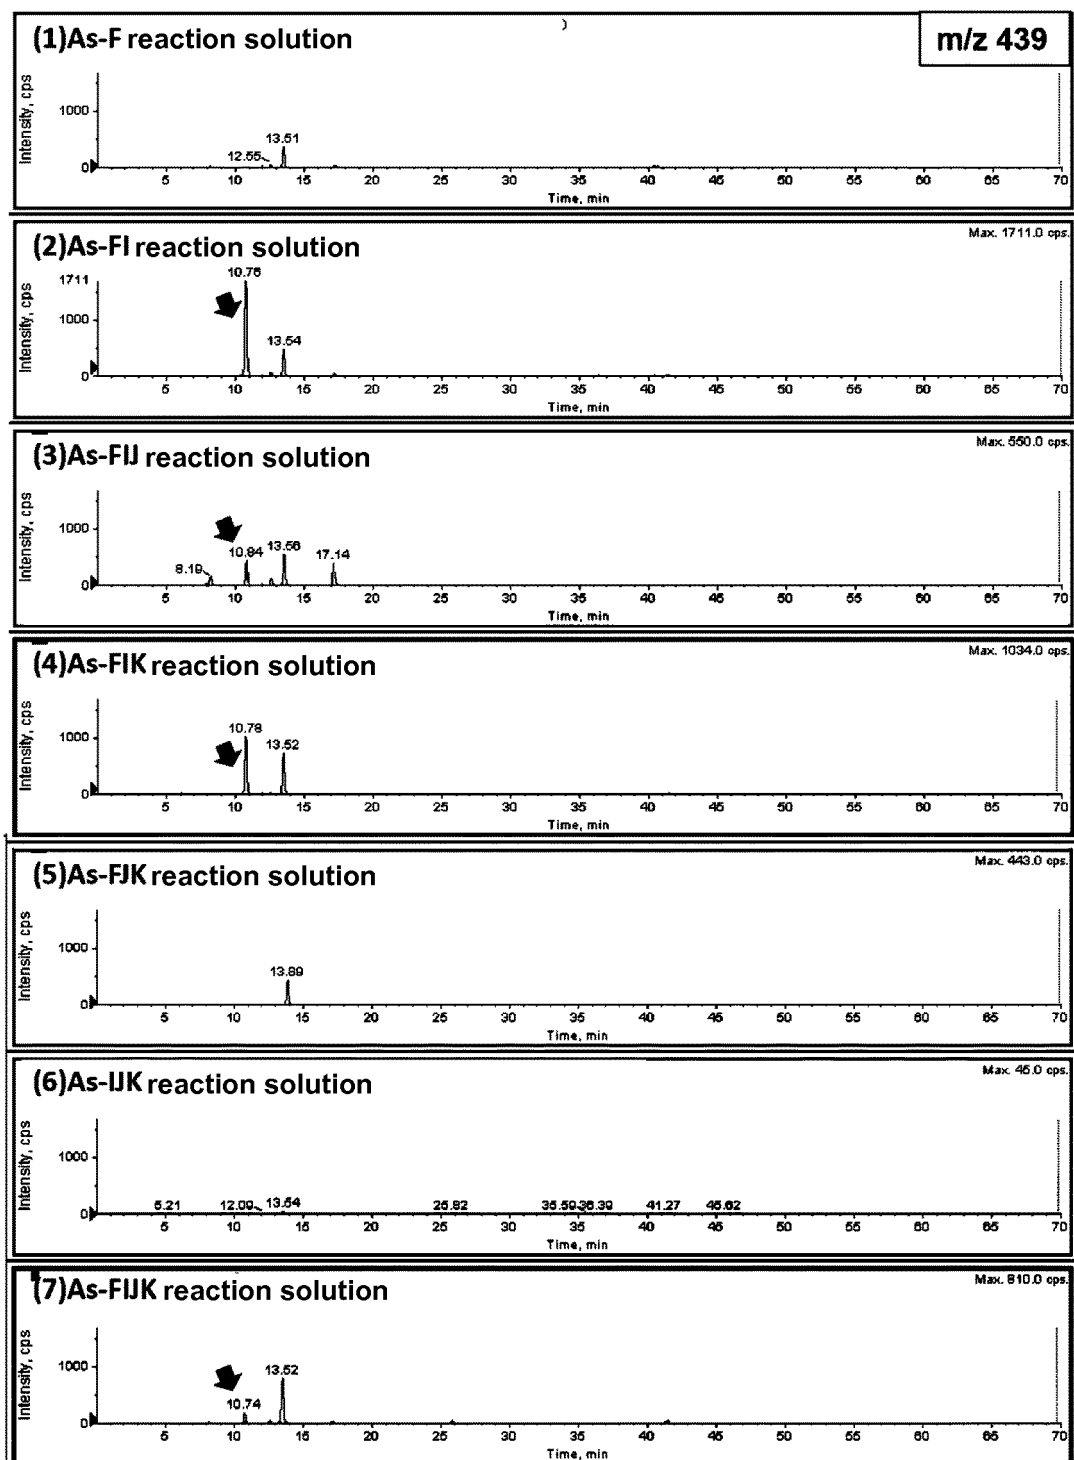 (1)As-F reaction solution
m/z 439
Intensity, cps
1000
0
12.55
13.51
5 10 15 20 25 30 35 40 45 50 55 60 65 70
Time, min
(2)As-FI reaction solution
Max. 1711.0 cps.
Intensity, cps
1711
1000
0
10.76
13.54
5 10 15 20 25 30 35 40 45 50 55 60 65 70
Time, min
(3)As-FIJ reaction solution
Max. 550.0 cps.
Intensity, cps
1000
0
8.19
10.84
13.56
17.14
5 10 15 20 25 30 35 40 45 50 55 60 65 70
Time, min
(4)As-FIK reaction solution
Max. 1034.0 cps.
Intensity, cps
1000
0
10.78
13.52
5 10 15 20 25 30 35 40 45 50 55 60 65 70
Time, min
(5)As-FJK reaction solution
Max. 443.0 cps.
Intensity, cps
1000
0
13.89
5 10 15 20 25 30 35 40 45 50 55 60 65 70
Time, min
(6)As-IJK reaction solution
Max. 45.0 cps.
Intensity, cps
1000
0
5.21 12.09 13.54 25.82 36.39 41.27 45.62
5 10 15 20 25 30 35 40 45 50 55 60 65 70
Time, min
(7)As-FIJK reaction solution
Max. 810.0 cps.
Intensity, cps
1000
0
10.74
13.52
5 10 15 20 25 30 35 40 45 50 55 60 65 70
Time, min